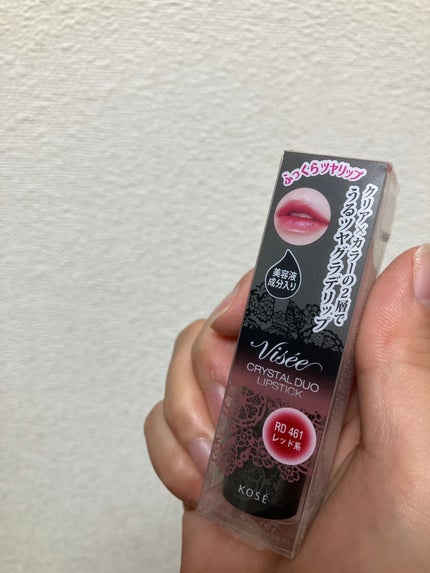 ふっくらツヤリップ
クリア×カラーの2層で
うるツヤグラデリップ
美容液
成分入り
Visée
CRYSTAL DUO
LIPSTICK
RD 461
レッド系
KOSÉ